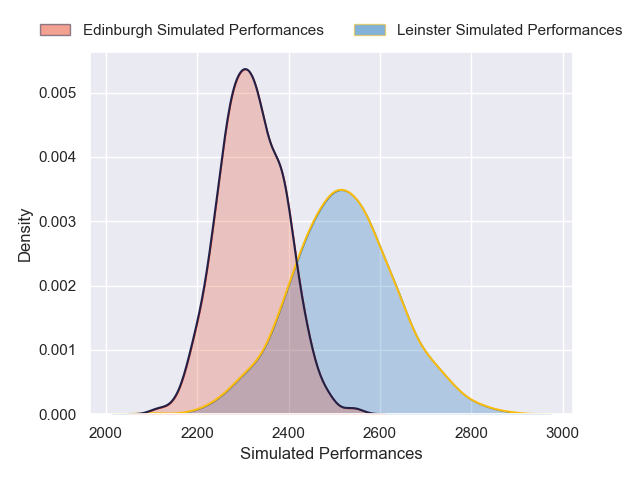 Edinburgh Simulated Performances Leinster Simulated Performances
0.005
0.004
0.003
0.002
0.001
0.000
Density
2000 2200 2400 2600 2800 3000
Simulated Performances